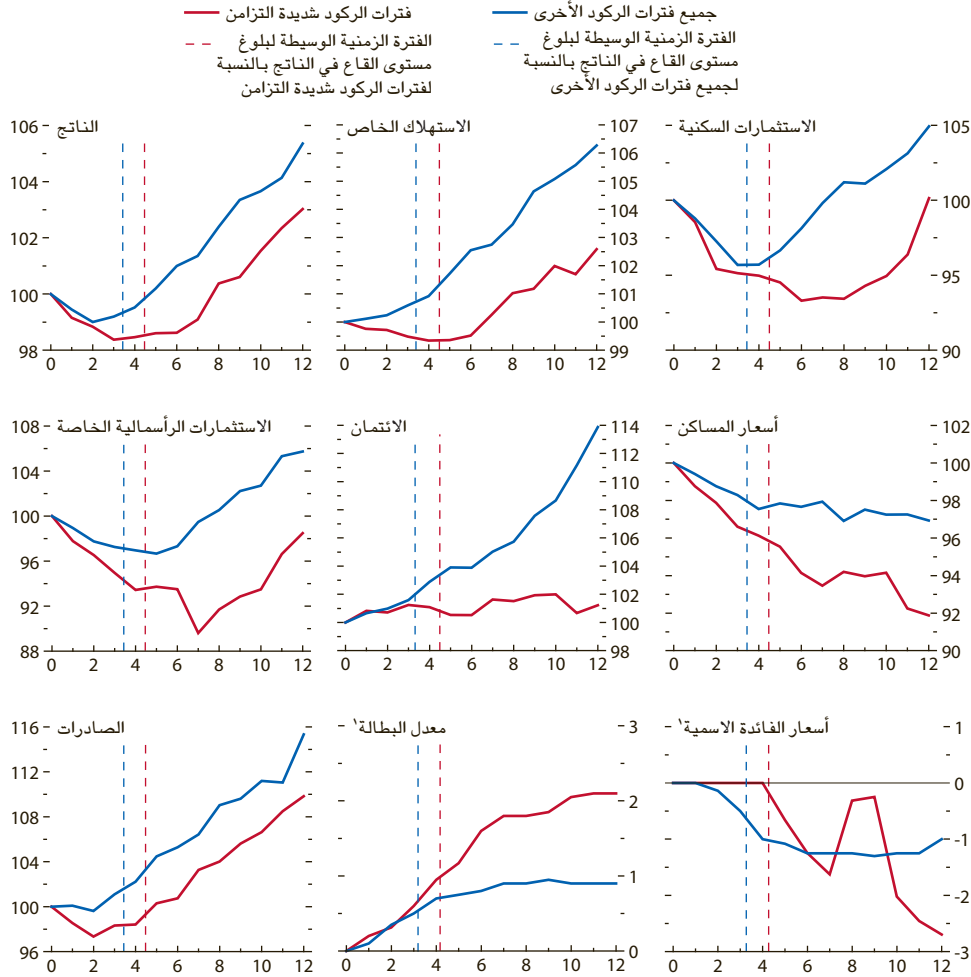 فترات الركود شديدة التزامن
الفترة الزمنية الوسيطة لبلوغ
مستوى القاع في الناتج بالنسبة
لفترات الركود شديدة التزامن
جميع فترات الركود الأخرى
الفترة الزمنية الوسيطة لبلوغ
مستوى القاع في الناتج بالنسبة
لجميع فترات الركود الأخرى
الناتج
106
104
102
100
98
0 2 4 6 8 10 12
الاستهلاك الخاص
107
106
105
104
103
102
101
100
99
0 2 4 6 8 10 12
الاستثمارات السكنية
105
100
95
90
0 2 4 6 8 10 12
الاستثمارات الرأسمالية الخاصة
108
104
100
96
92
88
0 2 4 6 8 10 12
الائتمان
114
112
110
108
106
104
102
100
98
0 2 4 6 8 10 12
أسعار المساكن
102
100
98
96
94
92
90
0 2 4 6 8 10 12
الصادرات
116
112
108
104
100
96
0 2 4 6 8 10 12
معدل البطالة١
3
2
1
0
0 2 4 6 8 10 12
أسعار الفائدة الاسمية١
1
0
-1
-2
-3
0 2 4 6 8 10 12